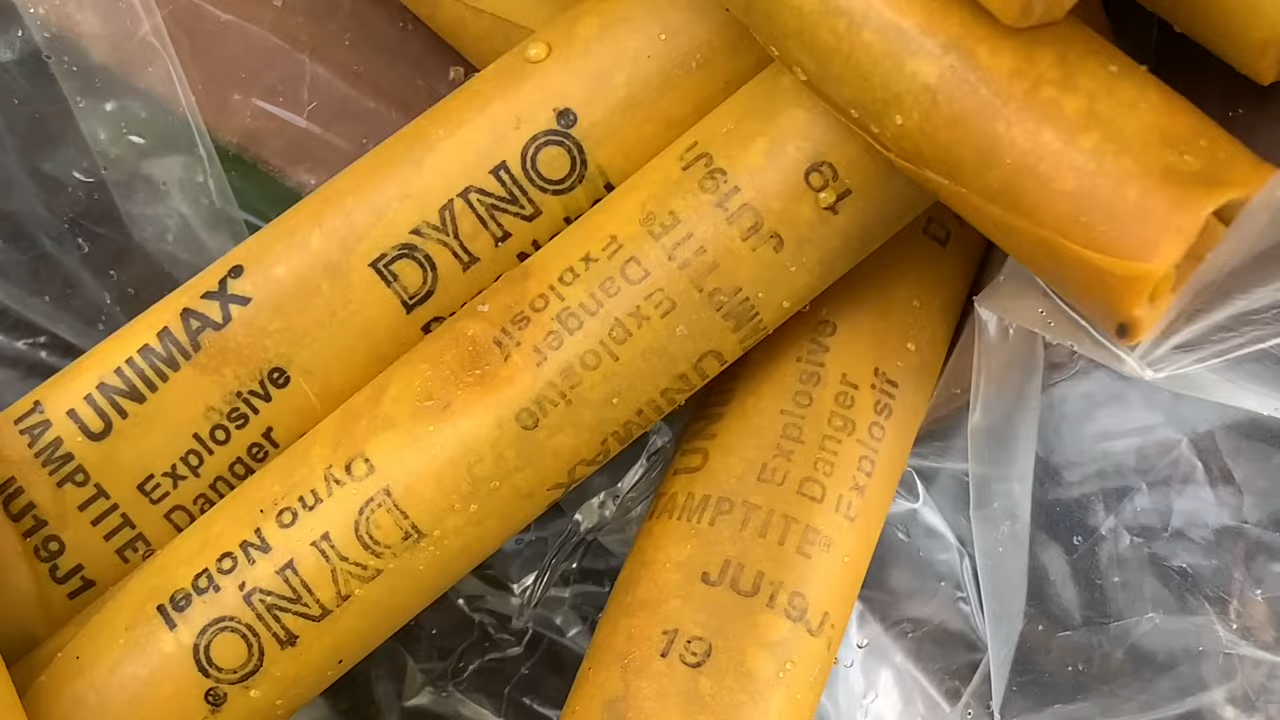 DYNO®
UNIMAX®
Explosive
Danger
TAMPTITE®
JU19J1
19
JU19J1
TAMPTITE®
UNIMAX
Explosive
Danger
Explosif
Dyno Nobel
DYNO®
D
Explosive
Danger
Explosif
TAMPTITE®
JU19J
19